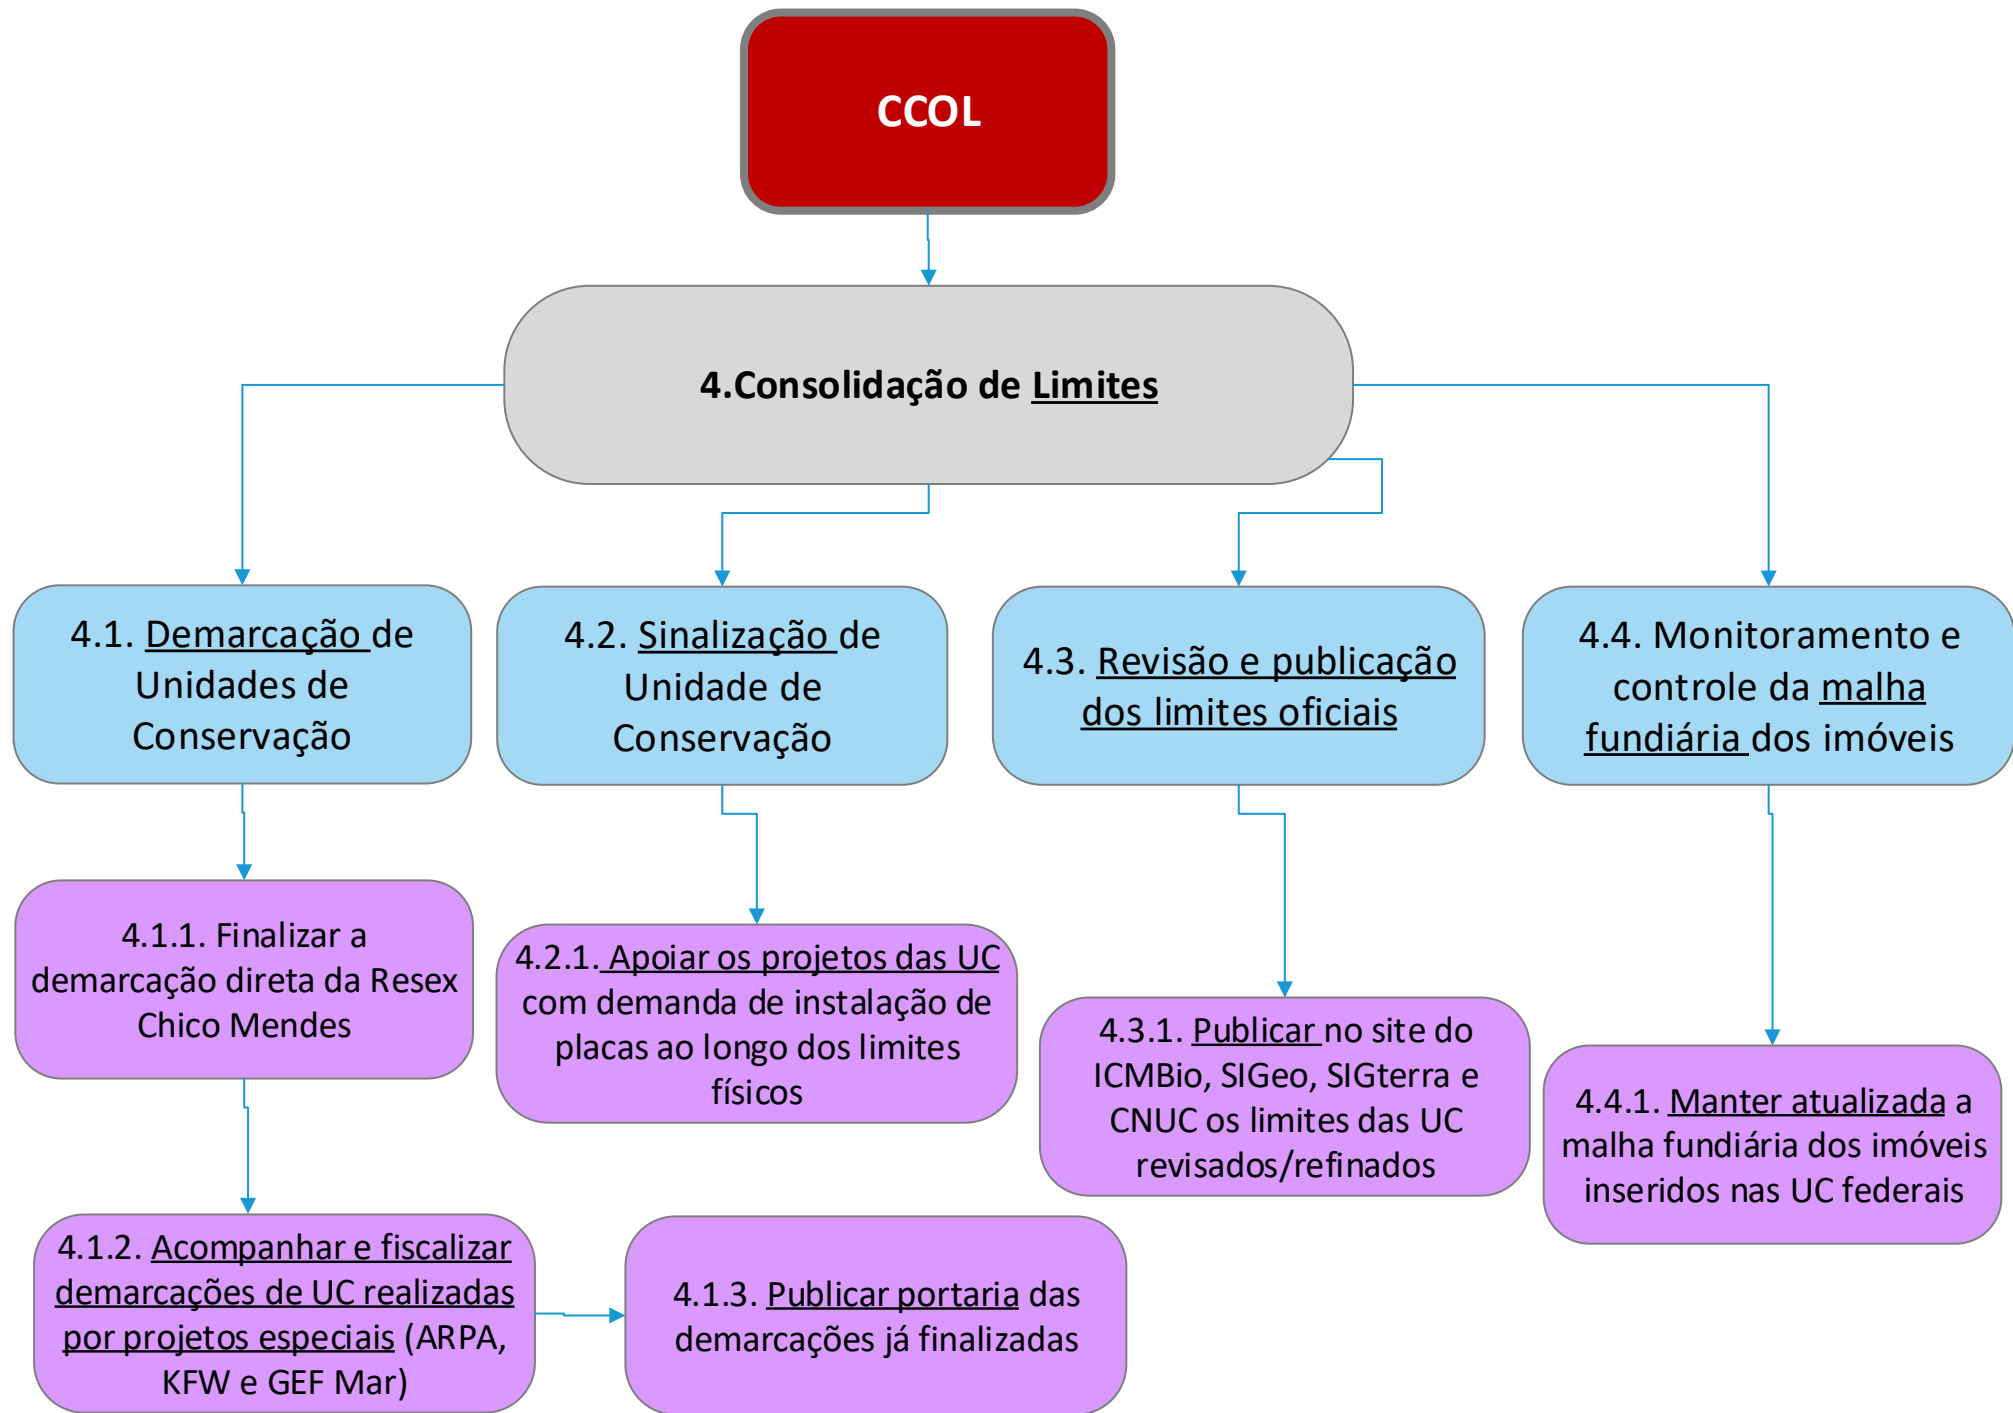 CCOL
4.Consolidação de Limites
4.1. Demarcação de
Unidades de
Conservação
4.2. Sinalização de
Unidade de
Conservação
4.3. Revisão e publicação
dos limites oficiais
4.4. Monitoramento e
controle da malha
fundiária dos imóveis
4.1.1. Finalizar a
demarcação direta da Resex
Chico Mendes
4.2.1. Apoiar os projetos das UC
com demanda de instalação de
placas ao longo dos limites
físicos
4.3.1. Publicar no site do
ICMBio, SIGeo, SIGterra e
CNUC os limites das UC
revisados/refinados
4.4.1. Manter atualizada a
malha fundiária dos imóveis
inseridos nas UC federais
4.1.2. Acompanhar e fiscalizar
demarcações de UC realizadas
por projetos especiais (ARPA,
KFW e GEF Mar)
4.1.3. Publicar portaria das
demarcações já finalizadas